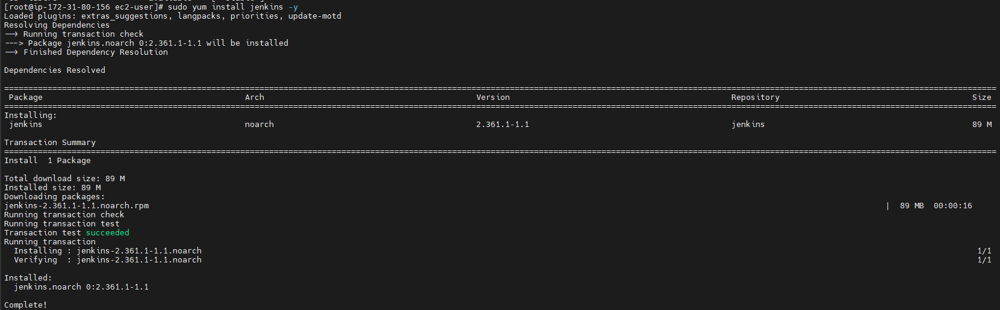 [root@ip-172-31-80-156 ec2-user]# sudo yum install jenkins -y
Loaded plugins: extras_suggestions, langpacks, priorities, update-motd
Resolving Dependencies
--> Running transaction check
---> Package jenkins.noarch 0:2.361.1-1.1 will be installed
--> Finished Dependency Resolution
Dependencies Resolved
================================================================================
Package Arch Version Repository Size
================================================================================
Installing:
jenkins noarch 2.361.1-1.1 jenkins 89 M
Transaction Summary
================================================================================
Install  1 Package
Total download size: 89 M
Installed size: 89 M
Downloading packages:
jenkins-2.361.1-1.1.noarch.rpm | 89 MB 00:00:16
Running transaction check
Running transaction test
Transaction test succeeded
Running transaction
Installing : jenkins-2.361.1-1.1.noarch 1/1
Verifying  : jenkins-2.361.1-1.1.noarch 1/1
Installed:
jenkins.noarch 0:2.361.1-1.1
Complete!